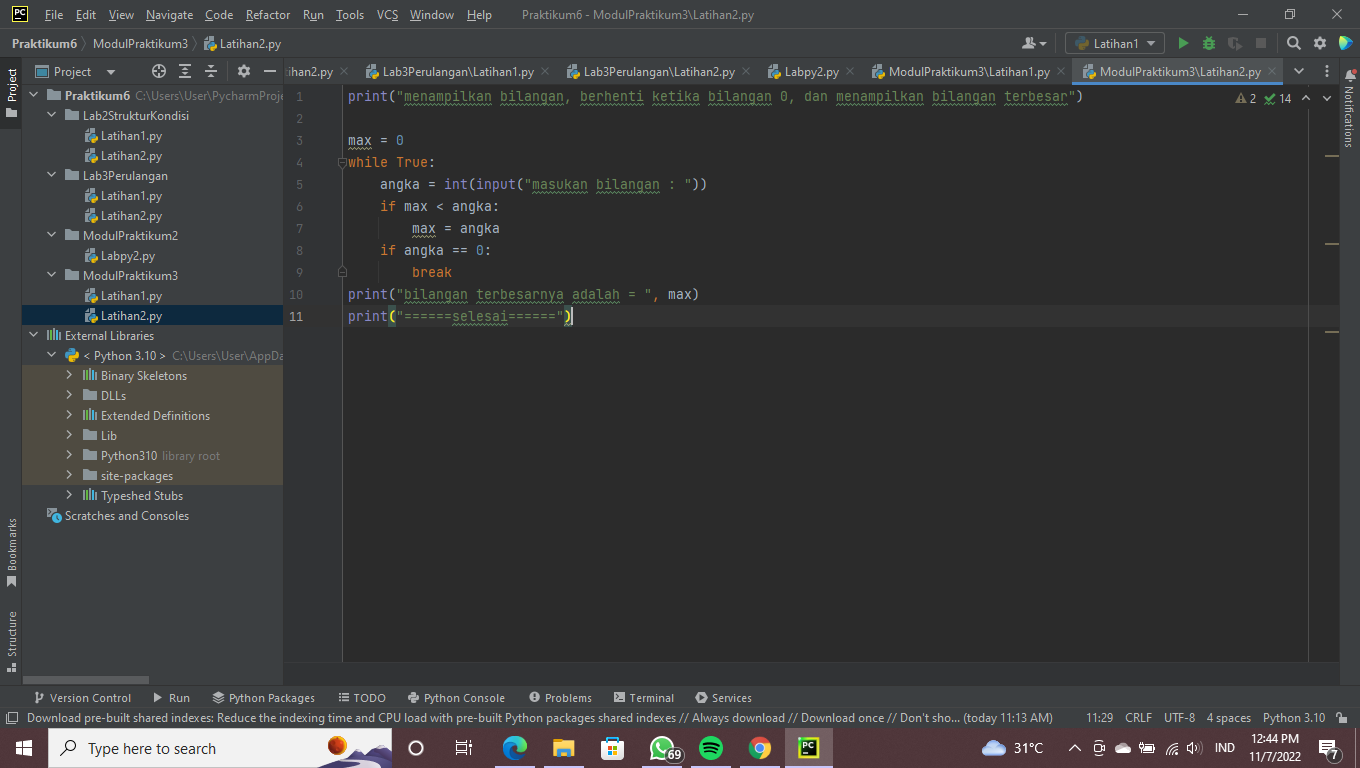 PC File Edit View Navigate Code Refactor Run Tools VCS Window Help Praktikum6 - ModulPraktikum3\Latihan2.py
Praktikum6 ModulPraktikum3 Latihan2.py Latihan1
Project tihan2.py Lab3Perulangan\Latihan1.py Lab3Perulangan\Latihan2.py Labpy2.py ModulPraktikum3\Latihan1.py ModulPraktikum3\Latihan2.py
Project
Notifications
Bookmarks
Structure
Praktikum6 C:\Users\User\PycharmProje
Lab2StrukturKondisi
Latihan1.py
Latihan2.py
Lab3Perulangan
Latihan1.py
Latihan2.py
ModulPraktikum2
Labpy2.py
ModulPraktikum3
Latihan1.py
Latihan2.py
External Libraries
< Python 3.10 > C:\Users\User\AppDa
Binary Skeletons
DLLs
Extended Definitions
Lib
Python310 library root
site-packages
Typeshed Stubs
Scratches and Consoles
2 14
1 print("menampilkan bilangan, berhenti ketika bilangan 0, dan menampilkan bilangan terbesar")
2
3 max = 0
4 while True:
5 angka = int(input("masukan bilangan : "))
6 if max < angka:
7 max = angka
8 if angka == 0:
9 break
10 print("bilangan terbesarnya adalah = ", max)
11 print("======selesai======")
Version Control Run Python Packages TODO Python Console Problems Terminal Services
Download pre-built shared indexes: Reduce the indexing time and CPU load with pre-built Python packages shared indexes // Always download // Download once // Don't sho... (today 11:13 AM) 11:29 CRLF UTF-8 4 spaces Python 3.10
Type here to search 69 PC 31°C IND 12:44 PM
11/7/2022 7